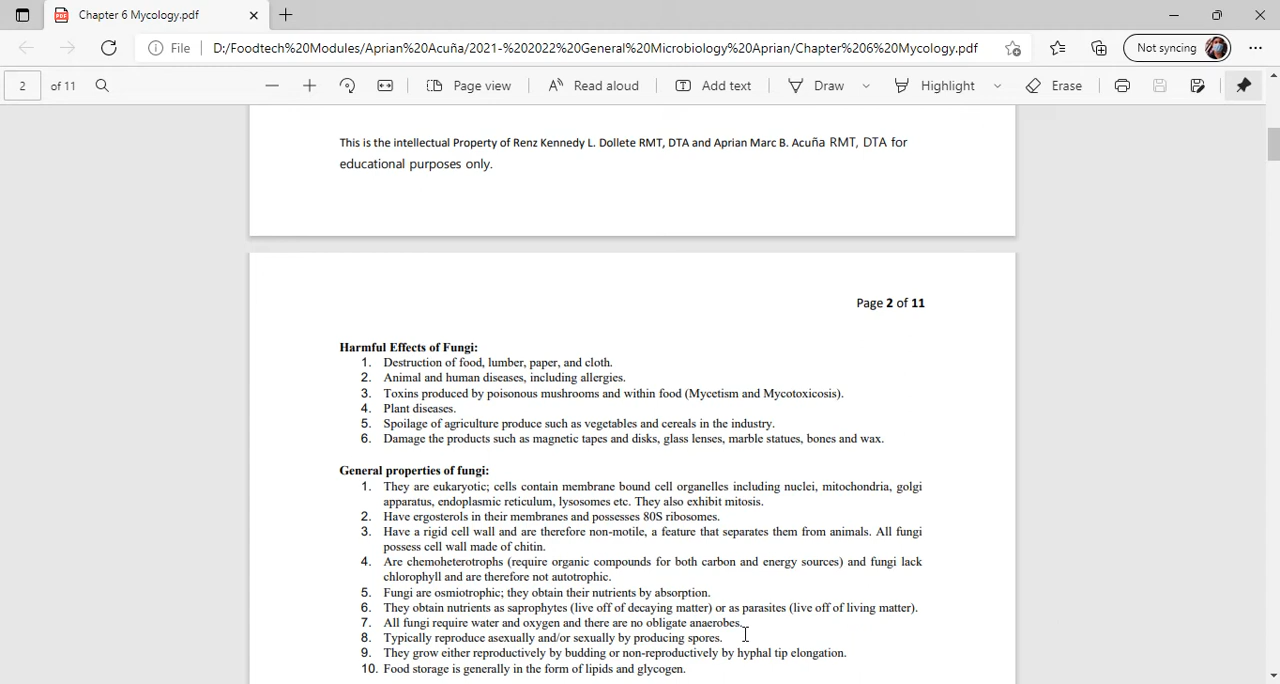 Chapter 6 Mycology.pdf
File D:/Foodtech%20Modules/Aprian%20Acuña/2021-%202022%20General%20Microbiology%20Aprian/Chapter%206%20Mycology.pdf Not syncing
2 of 11 Page view Read aloud Add text Draw Highlight Erase
This is the intellectual Property of Renz Kennedy L. Dollete RMT, DTA and Aprian Marc B. Acuña RMT, DTA for
educational purposes only.
Page 2 of 11
Harmful Effects of Fungi:
1. Destruction of food, lumber, paper, and cloth.
2. Animal and human diseases, including allergies.
3. Toxins produced by poisonous mushrooms and within food (Mycetism and Mycotoxicosis).
4. Plant diseases.
5. Spoilage of agriculture produce such as vegetables and cereals in the industry.
6. Damage the products such as magnetic tapes and disks, glass lenses, marble statues, bones and wax.
General properties of fungi:
1. They are eukaryotic; cells contain membrane bound cell organelles including nuclei, mitochondria, golgi
apparatus, endoplasmic reticulum, lysosomes etc. They also exhibit mitosis.
2. Have ergosterols in their membranes and possesses 80S ribosomes.
3. Have a rigid cell wall and are therefore non-motile, a feature that separates them from animals. All fungi
possess cell wall made of chitin.
4. Are chemoheterotrophs (require organic compounds for both carbon and energy sources) and fungi lack
chlorophyll and are therefore not autotrophic.
5. Fungi are osmiotrophic; they obtain their nutrients by absorption.
6. They obtain nutrients as saprophytes (live off of decaying matter) or as parasites (live off of living matter).
7. All fungi require water and oxygen and there are no obligate anaerobes.
8. Typically reproduce asexually and/or sexually by producing spores.
9. They grow either reproductively by budding or non-reproductively by hyphal tip elongation.
10. Food storage is generally in the form of lipids and glycogen.